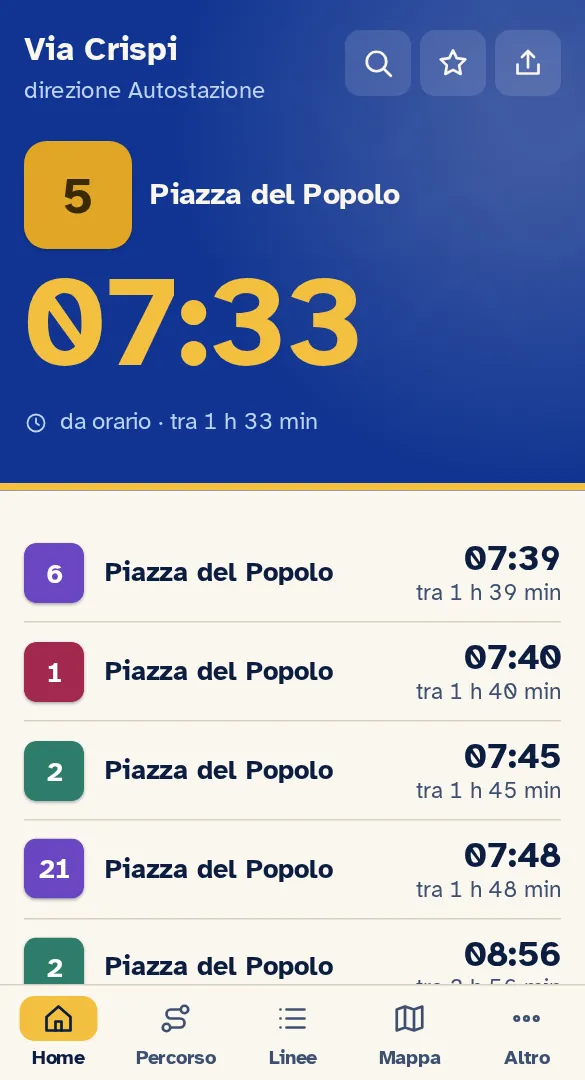 Via Crispi
direzione Autostazione
5
Piazza del Popolo
07:33
da orario · tra 1 h 33 min
6
Piazza del Popolo
07:39
tra 1 h 39 min
1
Piazza del Popolo
07:40
tra 1 h 40 min
2
Piazza del Popolo
07:45
tra 1 h 45 min
21
Piazza del Popolo
07:48
tra 1 h 48 min
2
Piazza del Popolo
08:56
Home
Percorso
Linee
Mappa
Altro